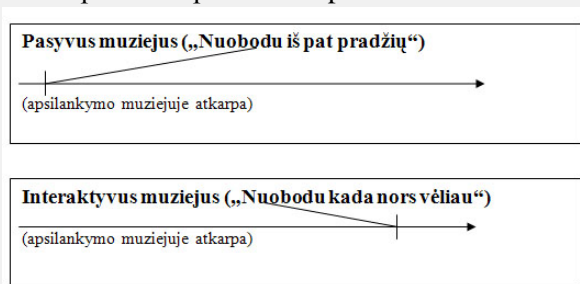 Pasyvus muziejus („Nuobodu iš pat pradžių“)
(apsilankymo muziejuje atkarpa)
Interaktyvus muziejus („Nuobodu kada nors vėliau“)
(apsilankymo muziejuje atkarpa)